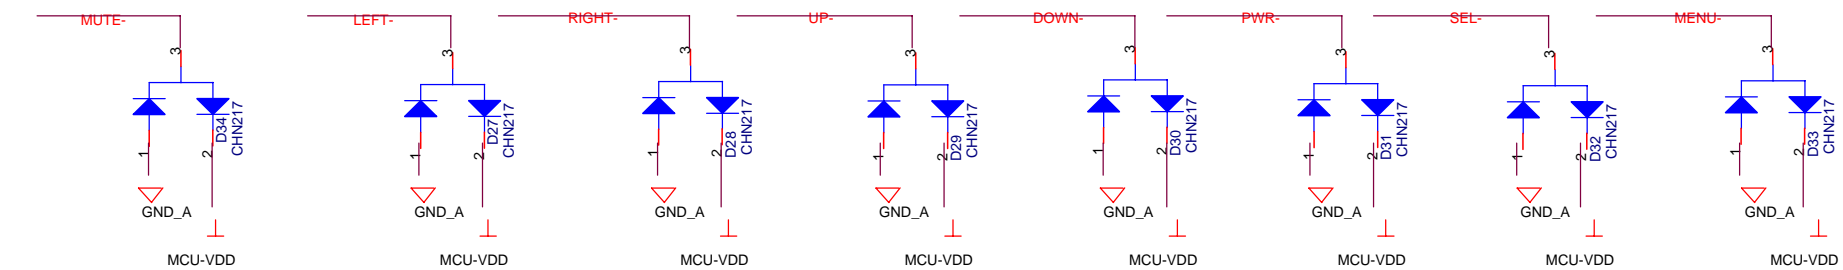 MUTE-
3
1
2
D34
CHN217
GND_A
MCU-VDD
LEFT-
3
1
2
D27
CHN217
GND_A
MCU-VDD
RIGHT-
3
1
2
D28
CHN217
GND_A
MCU-VDD
UP-
3
1
2
D29
CHN217
GND_A
MCU-VDD
DOWN-
3
1
2
D30
CHN217
GND_A
MCU-VDD
PWR-
3
1
2
D31
CHN217
GND_A
MCU-VDD
SEL-
3
1
2
D32
CHN217
GND_A
MCU-VDD
MENU-
3
1
2
D33
CHN217
GND_A
MCU-VDD